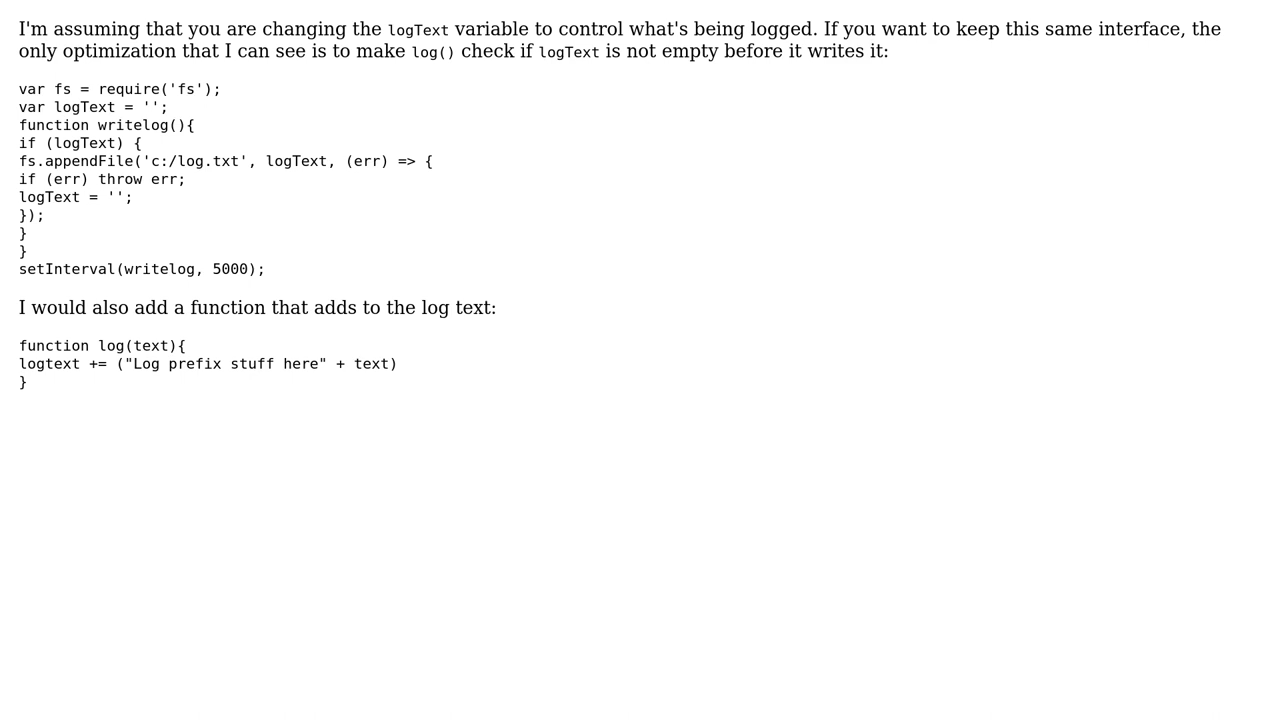 I'm assuming that you are changing the logText variable to control what's being logged. If you want to keep this same interface, the
only optimization that I can see is to make log() check if logText is not empty before it writes it:
var fs = require('fs');
var logText = '';
function writelog(){
if (logText) {
fs.appendFile('c:/log.txt', logText, (err) => {
if (err) throw err;
logText = '';
});
}
}
setInterval(writelog, 5000);
I would also add a function that adds to the log text:
function log(text){
logtext += ("Log prefix stuff here" + text)
}